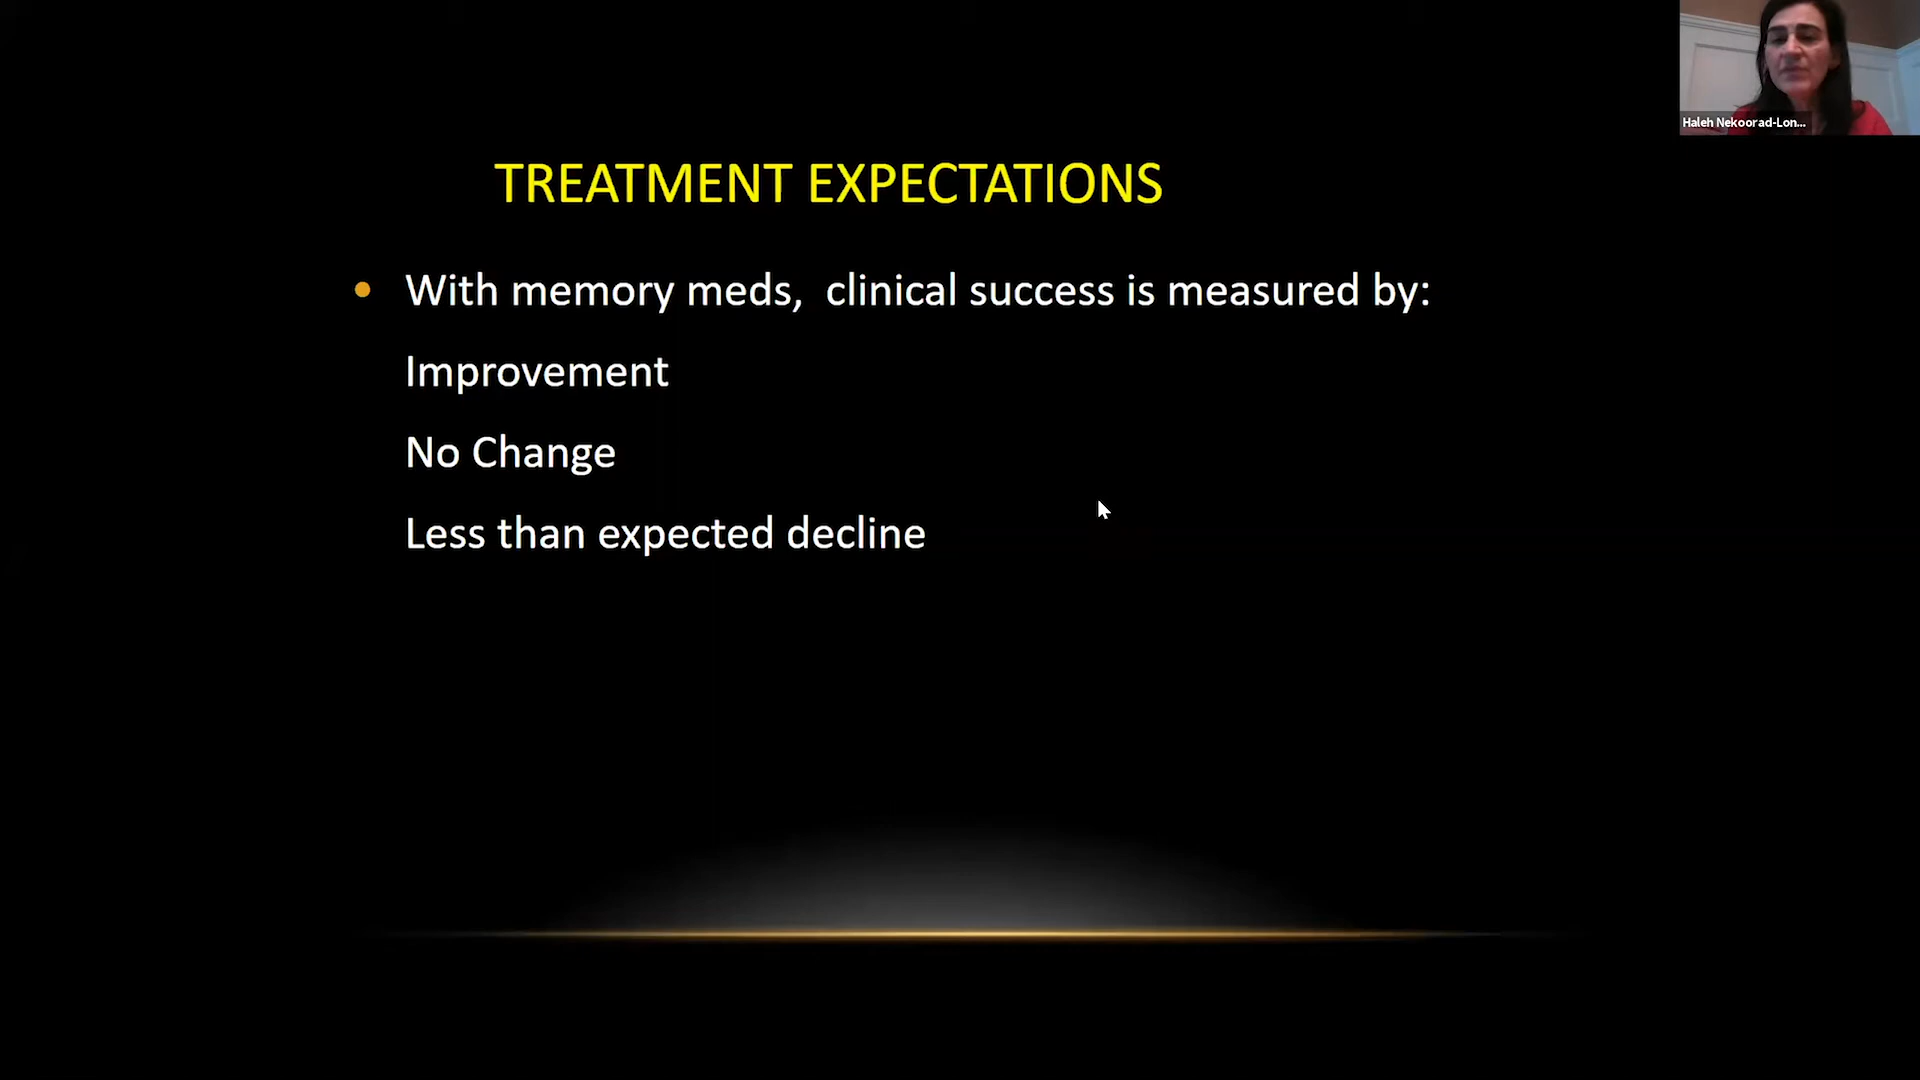 Haleh Nekoorad-Lon...
TREATMENT EXPECTATIONS
• With memory meds,  clinical success is measured by:
Improvement
No Change
Less than expected decline